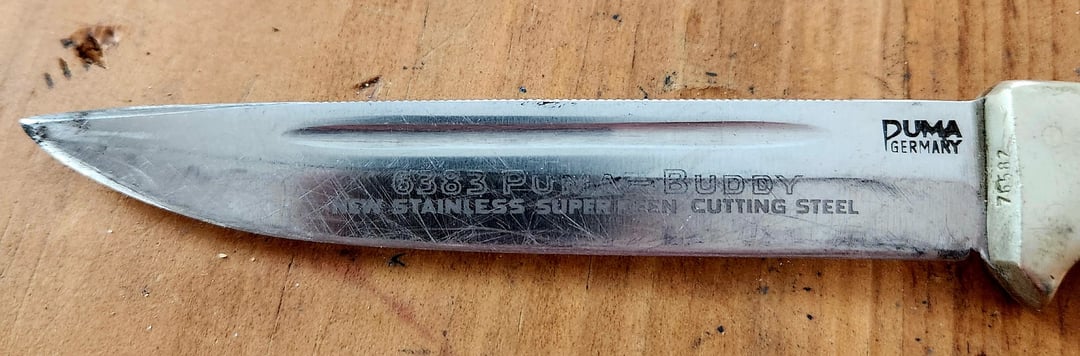 6383 PUMA-BUDDY
NEW STAINLESS SUPERKEEN CUTTING STEEL
PUMA
GERMANY
76582